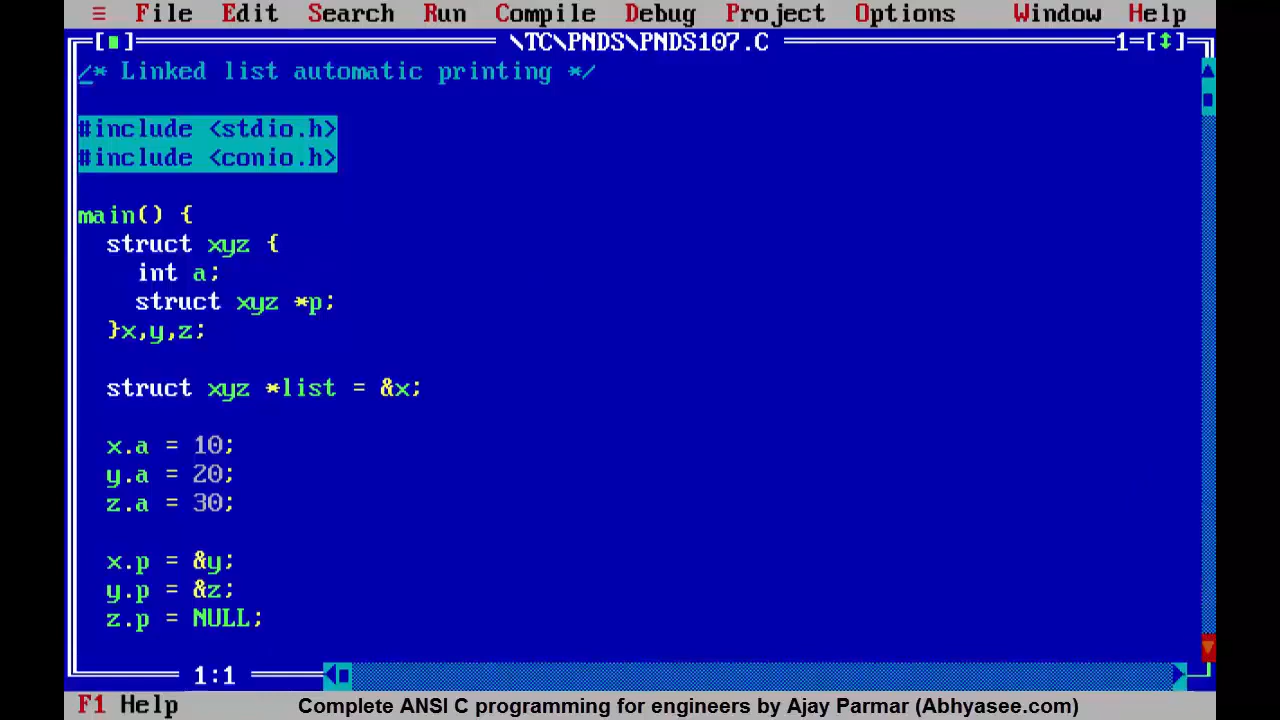 ≡ File Edit Search Run Compile Debug Project Options Window Help
[■] \TC\PNDS\PNDS107.C 1=[↕]
/* Linked list automatic printing */
#include <stdio.h>
#include <conio.h>
main() {
struct xyz {
int a;
struct xyz *p;
}x,y,z;
struct xyz *list = &x;
x.a = 10;
y.a = 20;
z.a = 30;
x.p = &y;
y.p = &z;
z.p = NULL;
1:1
F1 Help Complete ANSI C programming for engineers by Ajay Parmar (Abhyasee.com)